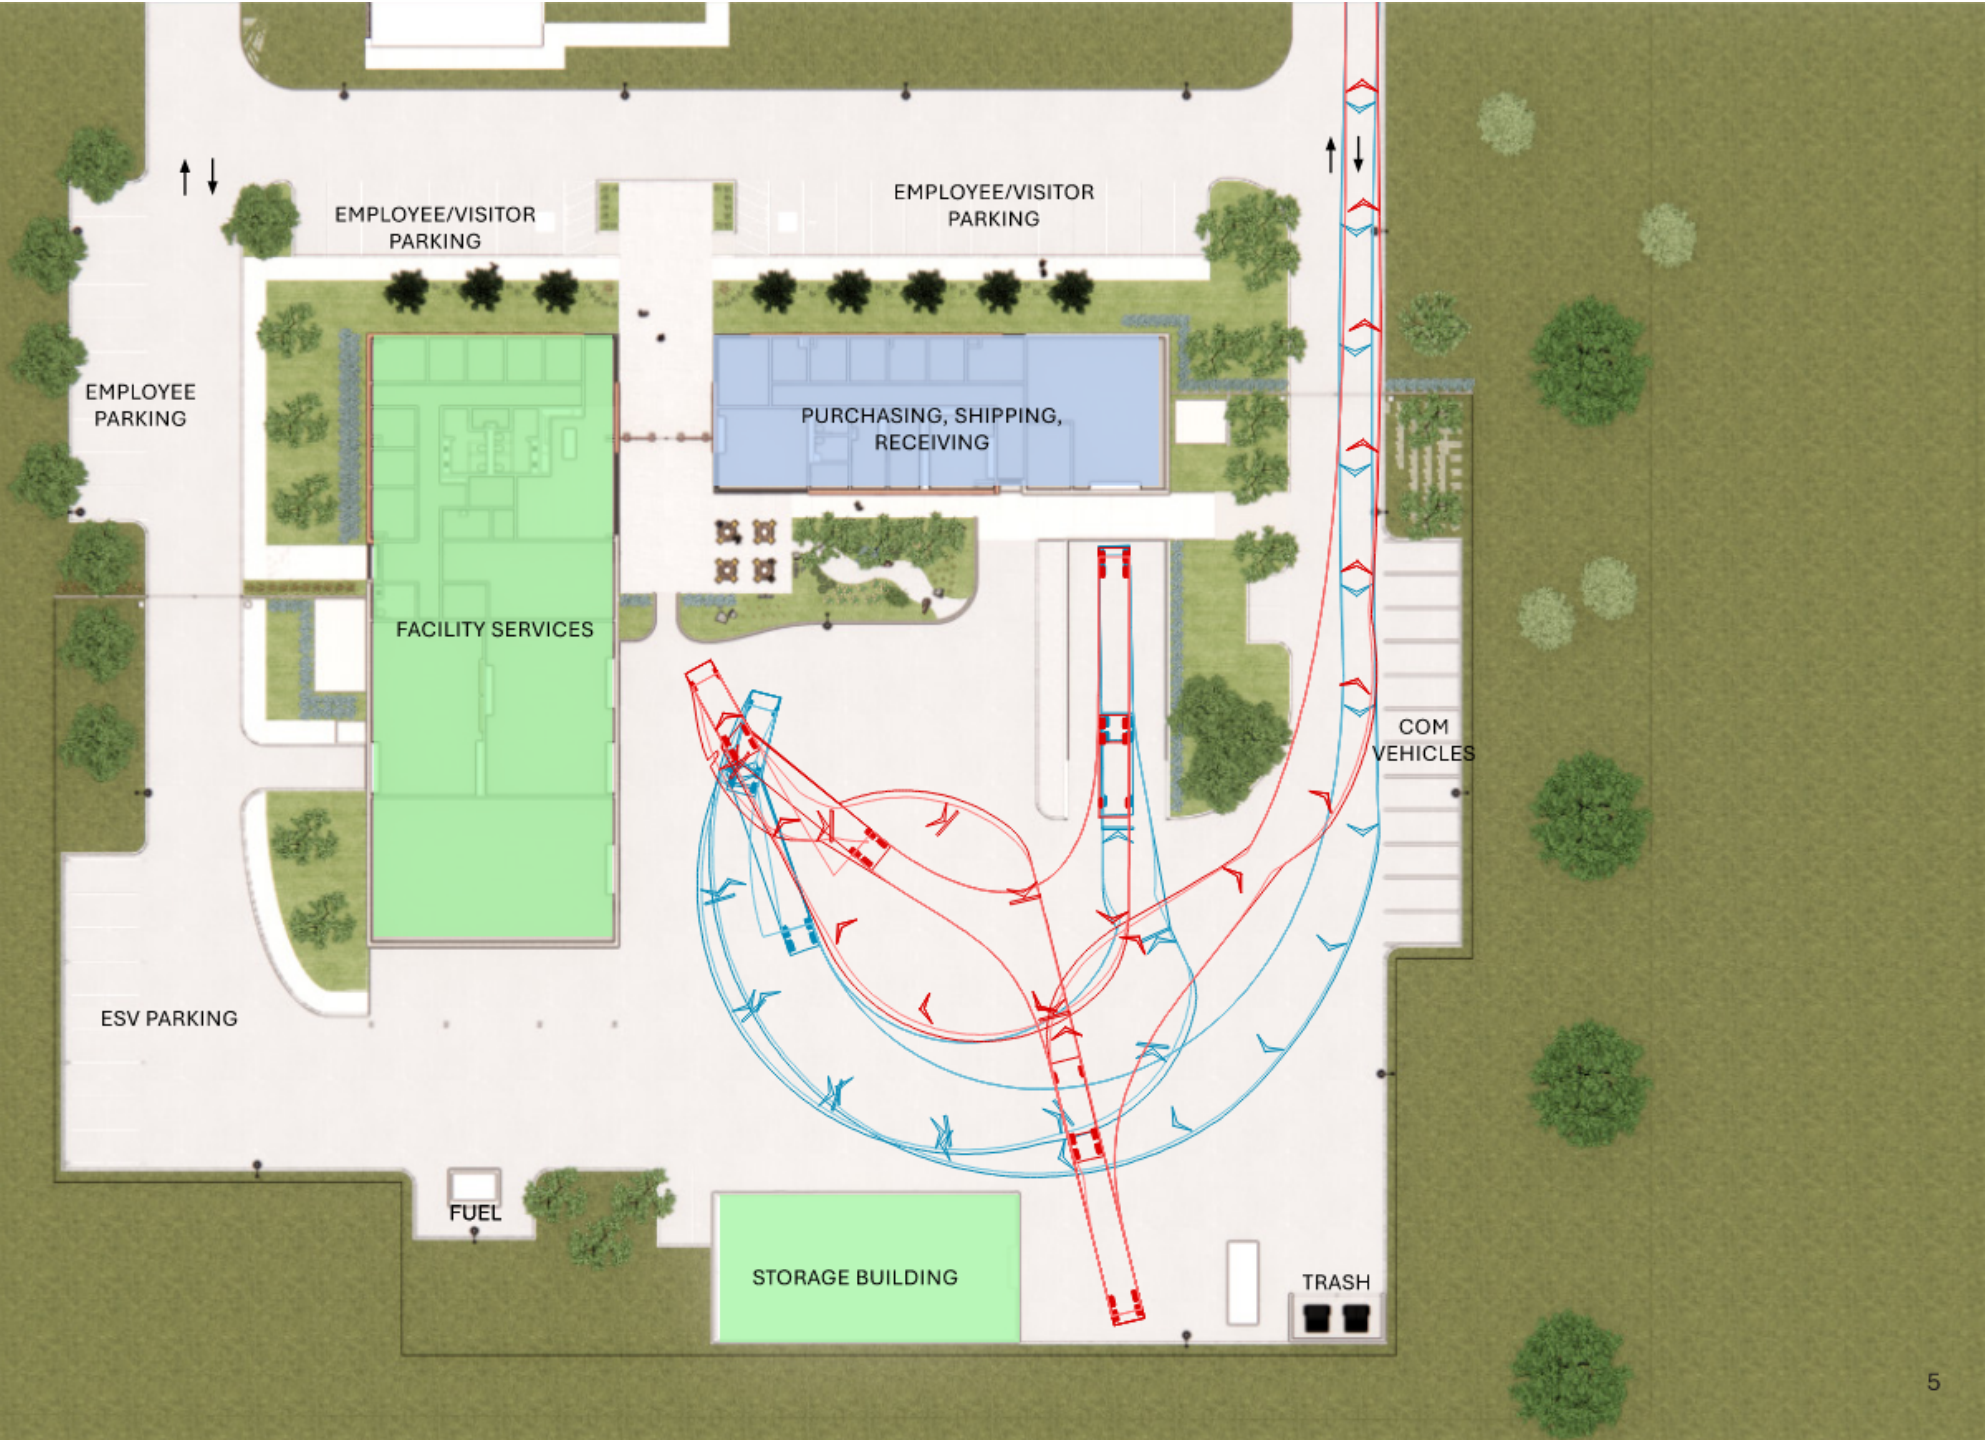 EMPLOYEE/VISITOR
PARKING
EMPLOYEE/VISITOR
PARKING
EMPLOYEE
PARKING
PURCHASING, SHIPPING,
RECEIVING
FACILITY SERVICES
COM
VEHICLES
ESV PARKING
FUEL
STORAGE BUILDING
TRASH
5